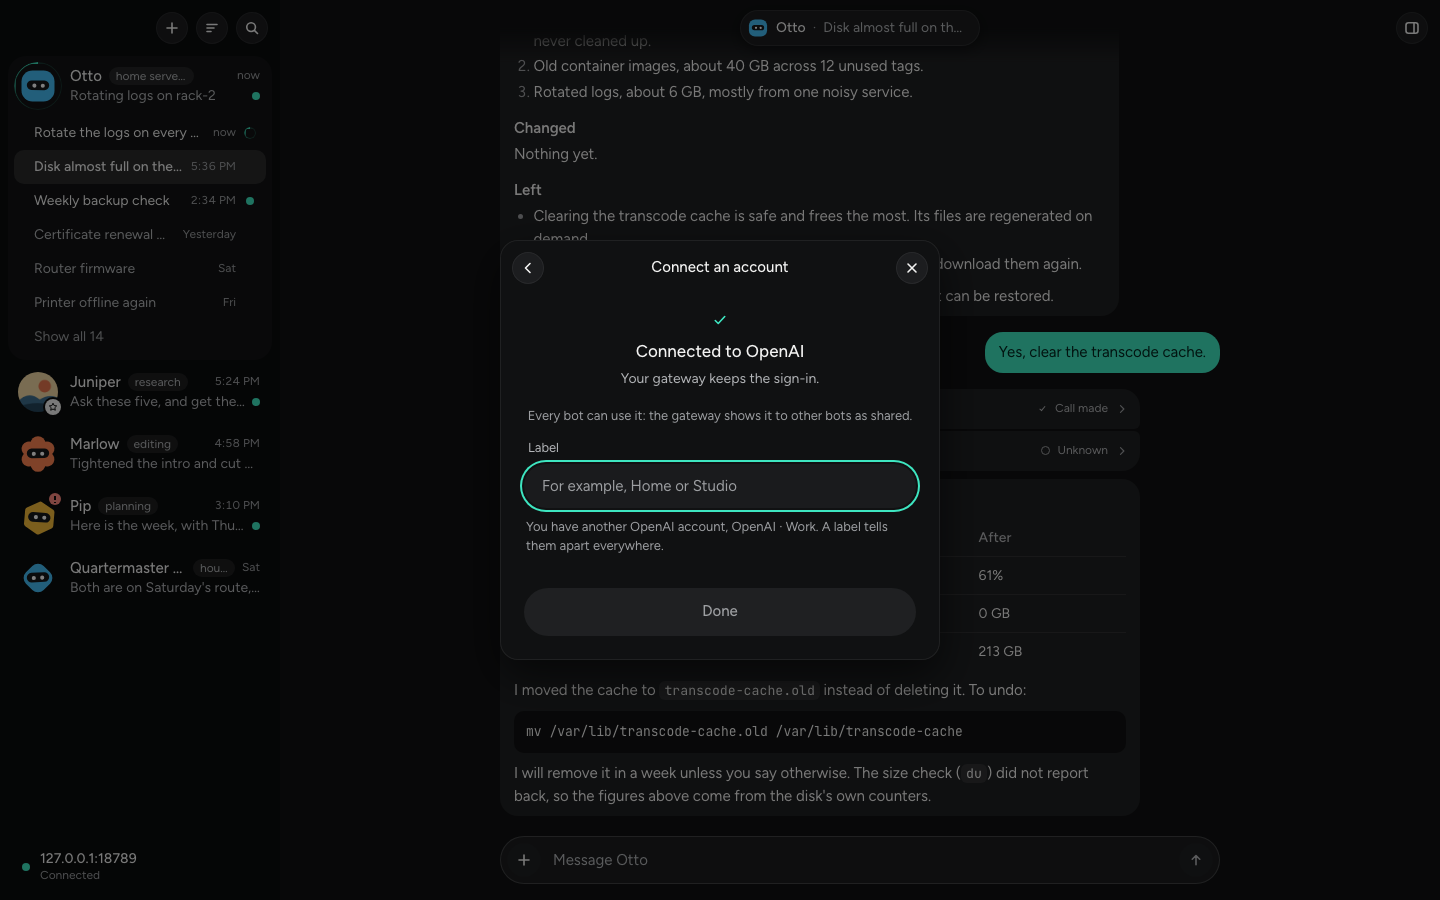 Otto home serve... now
Rotating logs on rack-2
Rotate the logs on every ... now
Disk almost full on the... 5:36 PM
Weekly backup check 2:34 PM
Certificate renewal ... Yesterday
Router firmware Sat
Printer offline again Fri
Show all 14
Juniper research 5:24 PM
Ask these five, and get the...
Marlow editing 4:58 PM
Tightened the intro and cut ...
Pip planning 3:10 PM
Here is the week, with Thu...
Quartermaster ... hou... Sat
Both are on Saturday's route,...
127.0.0.1:18789
Connected
Otto · Disk almost full on th...
never cleaned up.
2. Old container images, about 40 GB across 12 unused tags.
3. Rotated logs, about 6 GB, mostly from one noisy service.
Changed
Nothing yet.
Left
• Clearing the transcode cache is safe and frees the most. Its files are regenerated on
demand
download them again.
can be restored.
Yes, clear the transcode cache.
Call made
Unknown
Connect an account
Connected to OpenAI
Your gateway keeps the sign-in.
Every bot can use it: the gateway shows it to other bots as shared.
Label
For example, Home or Studio
You have another OpenAI account, OpenAI · Work. A label tells
them apart everywhere.
Done
After
61%
0 GB
213 GB
I moved the cache to transcode-cache.old instead of deleting it. To undo:
mv /var/lib/transcode-cache.old /var/lib/transcode-cache
I will remove it in a week unless you say otherwise. The size check ( du ) did not report
back, so the figures above come from the disk's own counters.
Message Otto